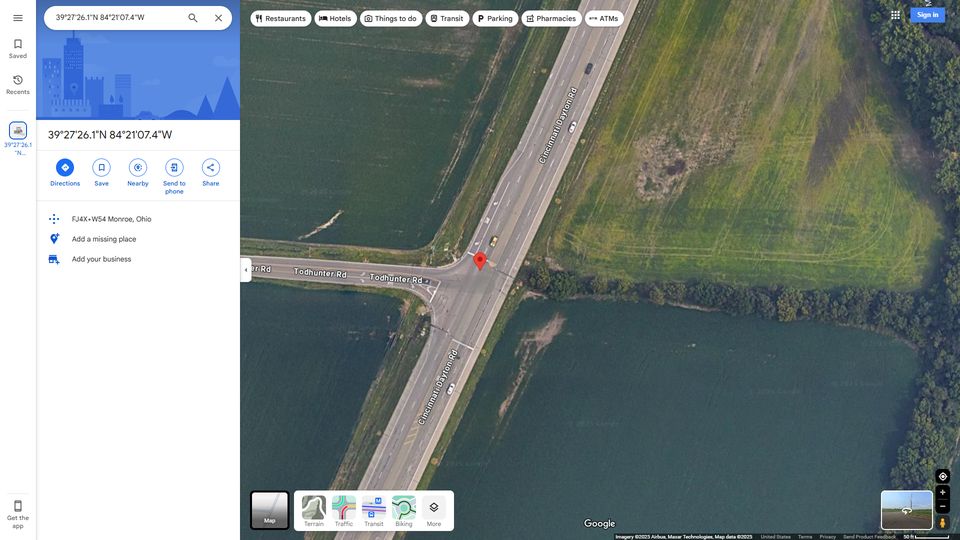 39°27'26.1"N 84°21'07.4"W
Restaurants
Hotels
Things to do
Transit
Parking
Pharmacies
ATMs
Sign in
Saved
Recents
39°27'26.1
"N...
39°27'26.1"N 84°21'07.4"W
Directions
Save
Nearby
Send to
phone
Share
FJ4X+W54 Monroe, Ohio
Add a missing place
Add your business
Cincinnati-Dayton Rd
Todhunter Rd
Todhunter Rd
Cincinnati-Dayton Rd
Get the
app
Map
Terrain
Traffic
Transit
Biking
More
Google
Imagery ©2025 Airbus, Maxar Technologies, Map data ©2025
United States
Terms
Privacy
Send Product Feedback
50 ft